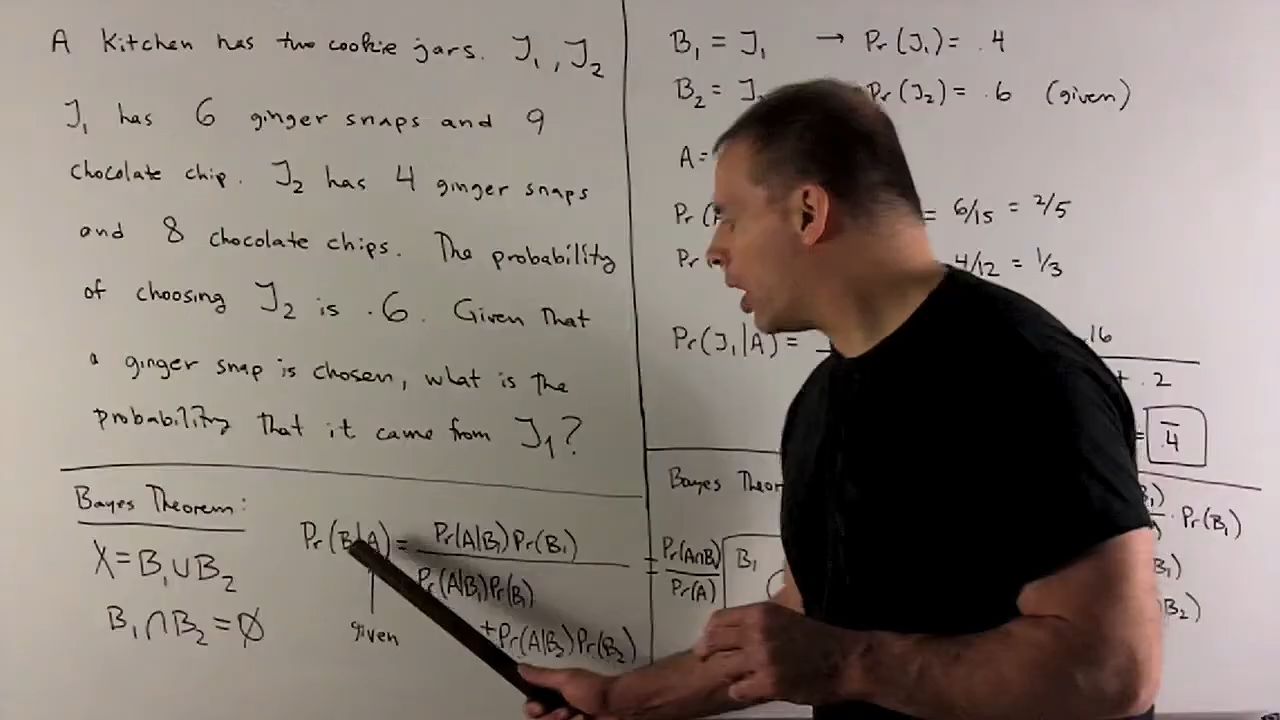 A Kitchen has two cookie jars. J₁, J₂
J₁ has 6 ginger snaps and 9
chocolate chip. J₂ has 4 ginger snaps
and 8 chocolate chips. The probability
of choosing J₂ is .6. Given that
a ginger snap is chosen, what is the
probability that it came from J₁?
Bayes Theorem:
X = B₁ ∪ B₂
B₁ ∩ B₂ = ∅
Pr(B₁|A) = Pr(A|B₁)Pr(B₁)
Pr(A|B₁)Pr(B₁)
+Pr(A|B₂)Pr(B₂)
given
= Pr(A∩B₁)
Pr(A)
B₁ = J₁ → Pr(J₁) = .4
B₂ = J₂ Pr(J₂) = .6 (given)
A =
Pr( = 6/15 = 2/5
Pr 4/12 = 1/3
Pr(J₁|A) = .16
+ .2
= .4
Bayes Theor
B₁
· Pr(B₁)